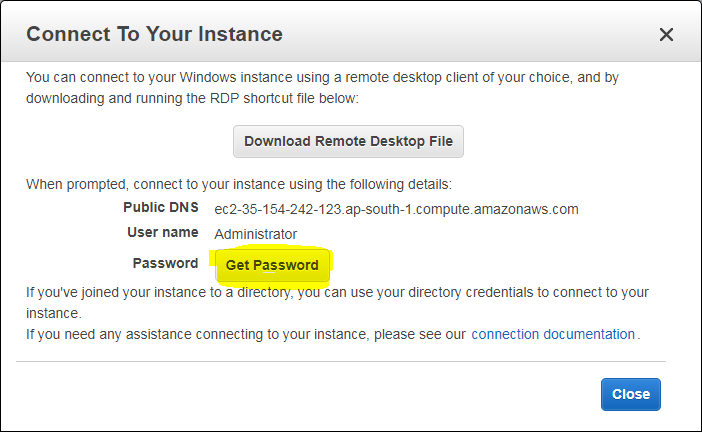 Connect To Your Instance
You can connect to your Windows instance using a remote desktop client of your choice, and by
downloading and running the RDP shortcut file below:
Download Remote Desktop File
When prompted, connect to your instance using the following details:
Public DNS ec2-35-154-242-123.ap-south-1.compute.amazonaws.com
User name Administrator
Password Get Password
If you've joined your instance to a directory, you can use your directory credentials to connect to your
instance.
If you need any assistance connecting to your instance, please see our connection documentation.
Close